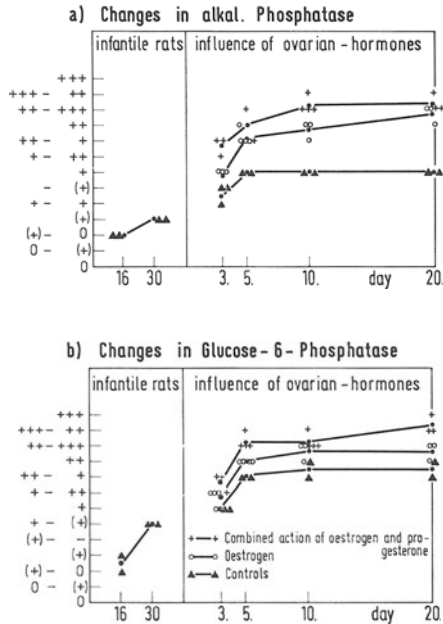 a) Changes in alkal. Phosphatase
infantile rats
influence of ovarian-hormones
+++
+++ – ++
++ – +++
++
++ – +
+ – ++
+
– (+)
+ – +
(+)
(+) – 0
0 – (+)
0
16 30 3. 5. 10. day 20.
b) Changes in Glucose-6-Phosphatase
infantile rats
influence of ovarian-hormones
+++
+++ – ++
++ – +++
++
++ – +
+ – ++
+
+ – (+)
(+) – –
(+)
(+) – 0
0 – (+)
0
Combined action of oestrogen and pro-
gesterone
Oestrogen
Controls
16 30 3. 5. 10. day 20.